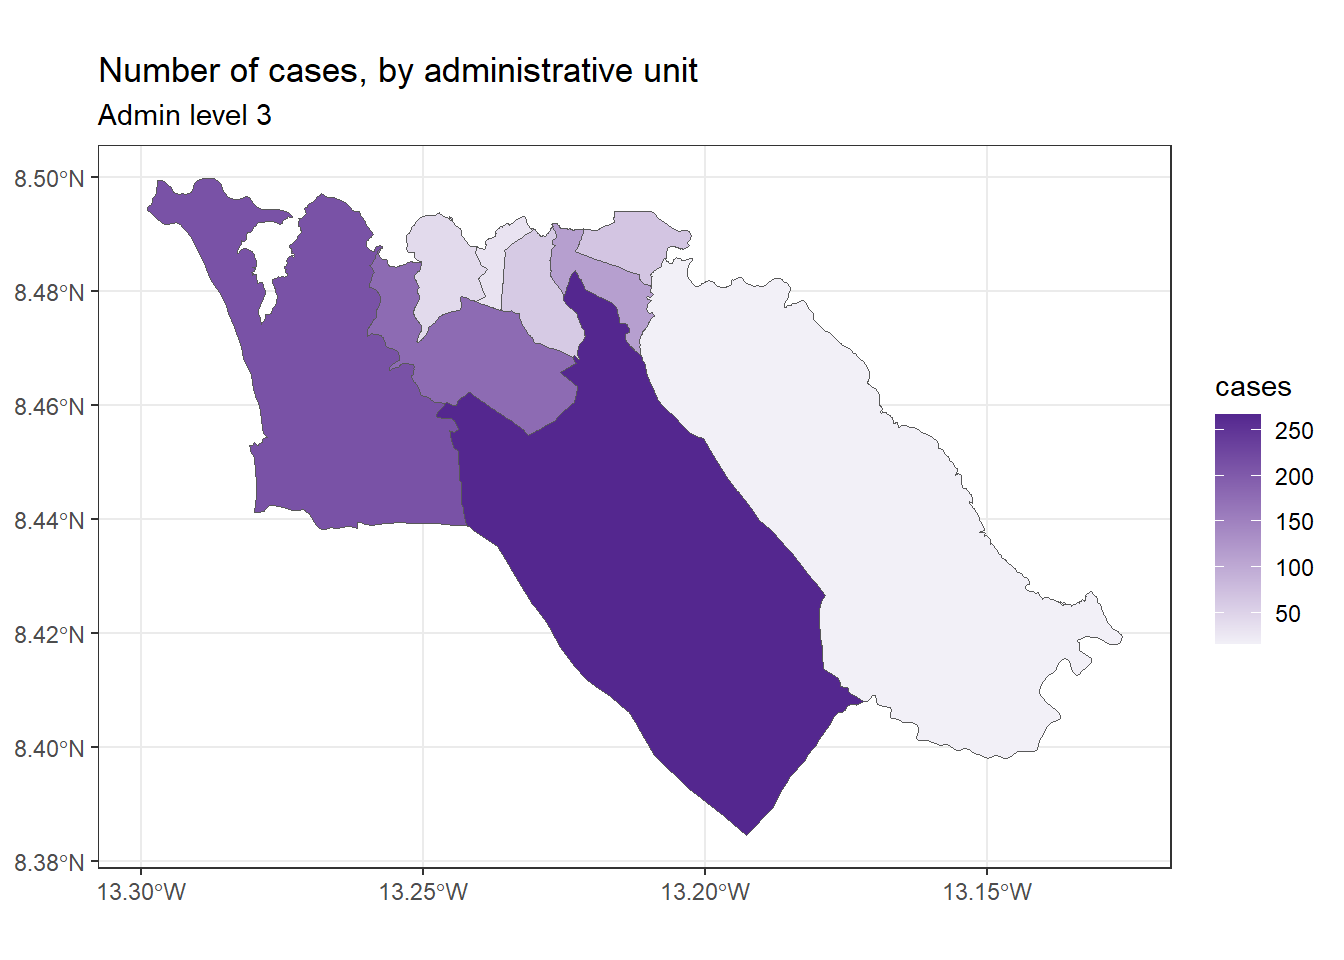 Number of cases, by administrative unit
Admin level 3
8.50°N
8.48°N
8.46°N
8.44°N
8.42°N
8.40°N
8.38°N
13.30°W
13.25°W
13.20°W
13.15°W
cases
250
200
150
100
50